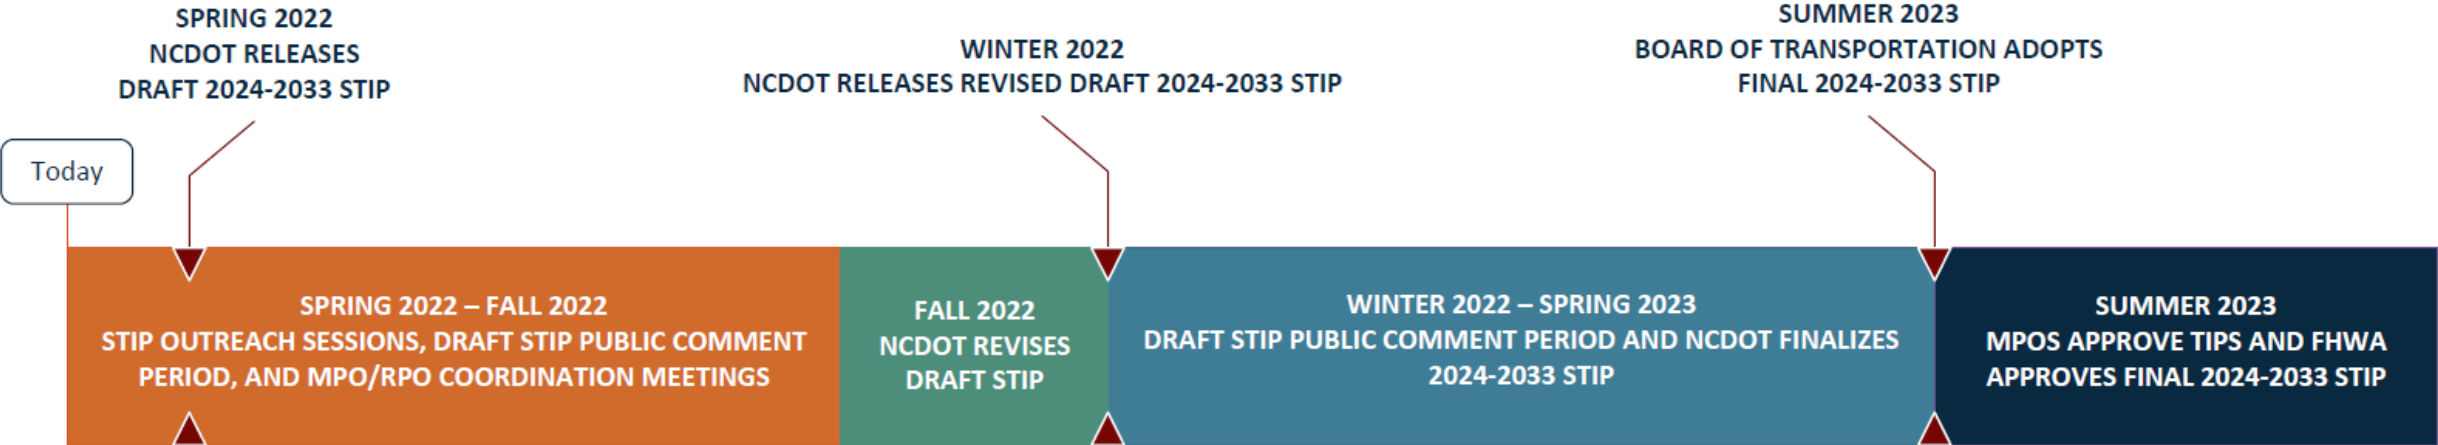 SPRING 2022
NCDOT RELEASES
DRAFT 2024-2033 STIP
WINTER 2022
NCDOT RELEASES REVISED DRAFT 2024-2033 STIP
SUMMER 2023
BOARD OF TRANSPORTATION ADOPTS
FINAL 2024-2033 STIP
Today
SPRING 2022 – FALL 2022
STIP OUTREACH SESSIONS, DRAFT STIP PUBLIC COMMENT
PERIOD, AND MPO/RPO COORDINATION MEETINGS
FALL 2022
NCDOT REVISES
DRAFT STIP
WINTER 2022 – SPRING 2023
DRAFT STIP PUBLIC COMMENT PERIOD AND NCDOT FINALIZES
2024-2033 STIP
SUMMER 2023
MPOS APPROVE TIPS AND FHWA
APPROVES FINAL 2024-2033 STIP